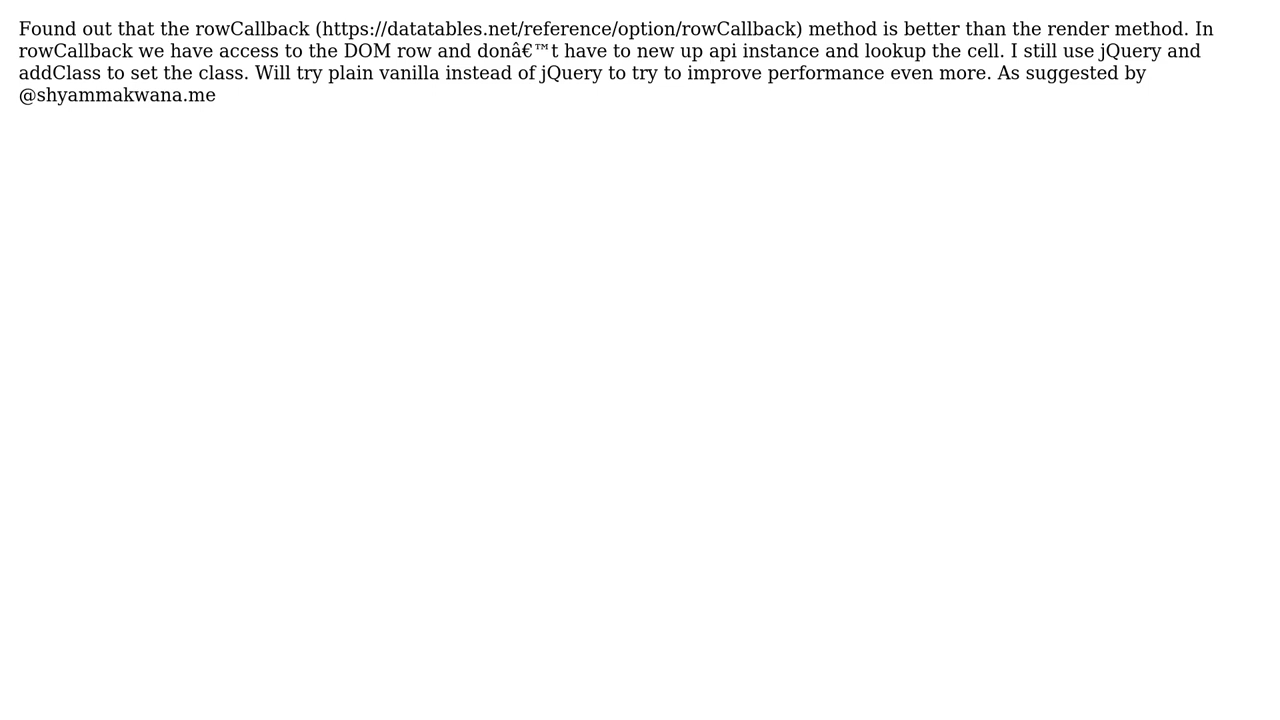 Found out that the rowCallback (https://datatables.net/reference/option/rowCallback) method is better than the render method. In
rowCallback we have access to the DOM row and donâ€™t have to new up api instance and lookup the cell. I still use jQuery and
addClass to set the class. Will try plain vanilla instead of jQuery to try to improve performance even more. As suggested by
@shyammakwana.me